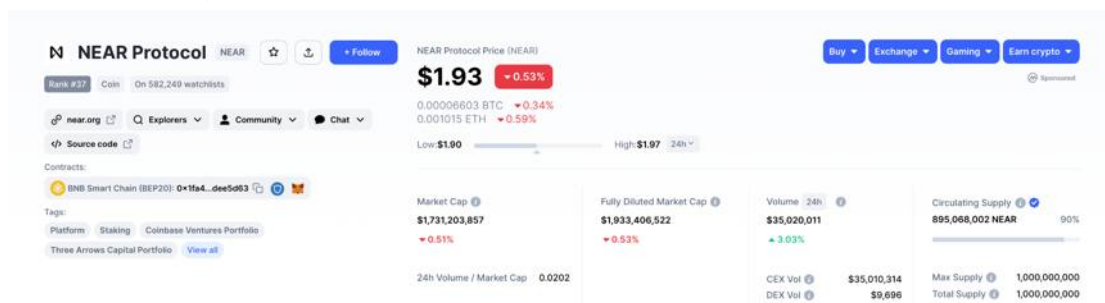 NEAR Protocol NEAR + Follow
Rank #37 Coin On 582,249 watchlists
near.org Explorers Community Chat
</> Source code
Contracts:
BNB Smart Chain (BEP20): 0x1fa4...dee5d63
Tags:
Platform Staking Coinbase Ventures Portfolio
Three Arrows Capital Portfolio View all
NEAR Protocol Price (NEAR)
$1.93 0.53%
0.00006603 BTC 0.34%
0.001015 ETH 0.59%
Low:$1.90 High:$1.97 24h
Buy Exchange Gaming Earn crypto
Sponsored
Market Cap
$1,731,203,857
0.51%
24h Volume / Market Cap 0.0202
Fully Diluted Market Cap
$1,933,406,522
0.53%
Volume 24h
$35,020,011
3.03%
CEX Vol $35,010,314
DEX Vol $9,696
Circulating Supply
895,068,002 NEAR 90%
Max Supply 1,000,000,000
Total Supply 1,000,000,000